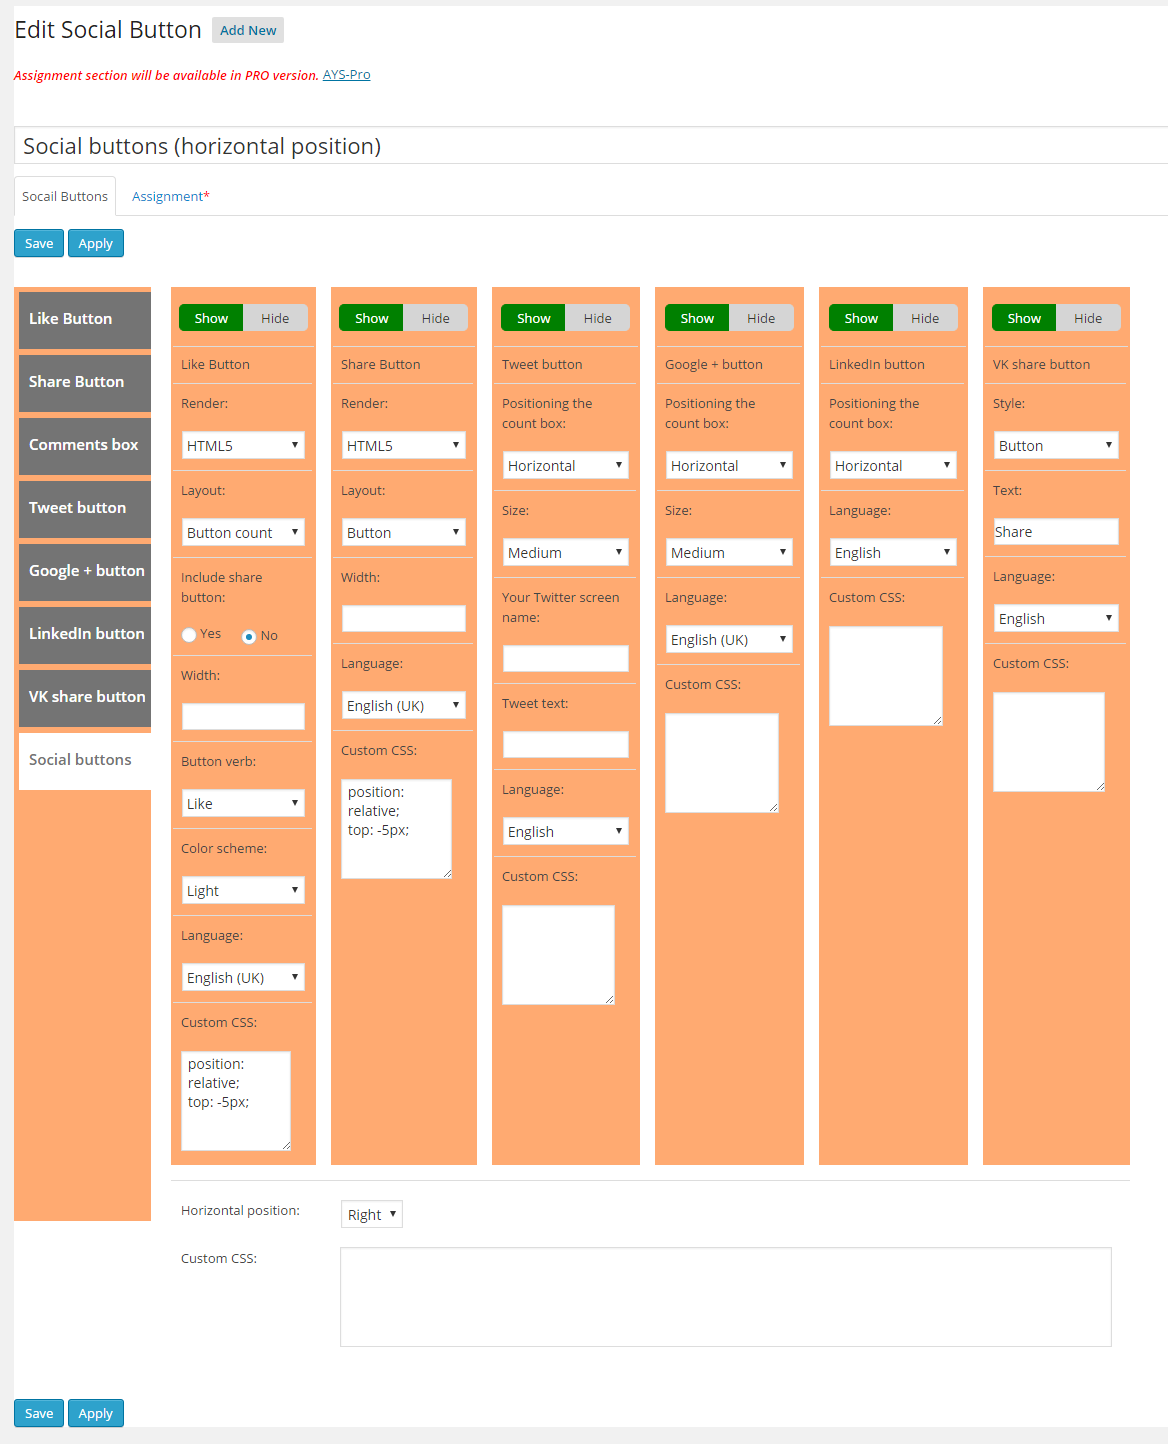 Edit Social Button
Add New
Assignment section will be available in PRO version. AYS-Pro
Social buttons (horizontal position)
Socail Buttons
Assignment*
Save
Apply
Like Button
Share Button
Comments box
Tweet button
Google + button
LinkedIn button
VK share button
Social buttons
Show
Hide
Like Button
Render:
HTML5
Layout:
Button count
Include share
button:
Yes
No
Width:
Button verb:
Like
Color scheme:
Light
Language:
English (UK)
Custom CSS:
position:
relative;
top: -5px;
Show
Hide
Share Button
Render:
HTML5
Layout:
Button
Width:
Language:
English (UK)
Custom CSS:
position:
relative;
top: -5px;
Show
Hide
Tweet button
Positioning the
count box:
Horizontal
Size:
Medium
Your Twitter screen
name:
Tweet text:
Language:
English
Custom CSS:
Show
Hide
Google + button
Positioning the
count box:
Horizontal
Size:
Medium
Language:
English (UK)
Custom CSS:
Show
Hide
LinkedIn button
Positioning the
count box:
Horizontal
Language:
English
Custom CSS:
Show
Hide
VK share button
Style:
Button
Text:
Share
Language:
English
Custom CSS:
Horizontal position:
Right
Custom CSS:
Save
Apply